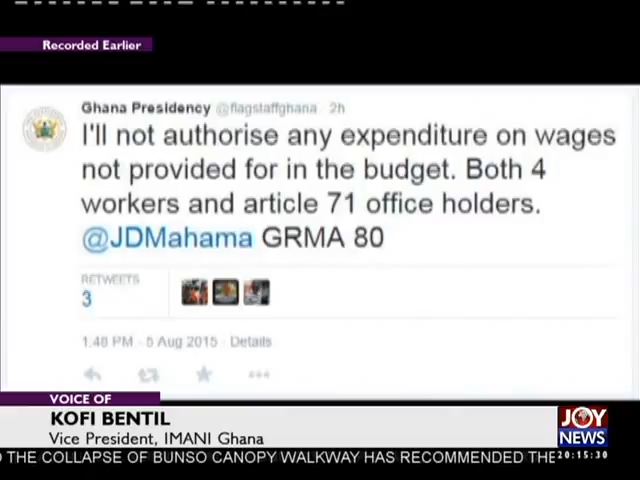 Recorded Earlier
Ghana Presidency @flagstaffghana · 2h
I'll not authorise any expenditure on wages
not provided for in the budget. Both 4
workers and article 71 office holders.
@JDMahama GRMA 80
RETWEETS
3
1:48 PM - 5 Aug 2015 · Details
VOICE OF
KOFI BENTIL
Vice President, IMANI Ghana
JOY
NEWS
THE COLLAPSE OF BUNSO CANOPY WALKWAY HAS RECOMMENDED THE
20:15:30